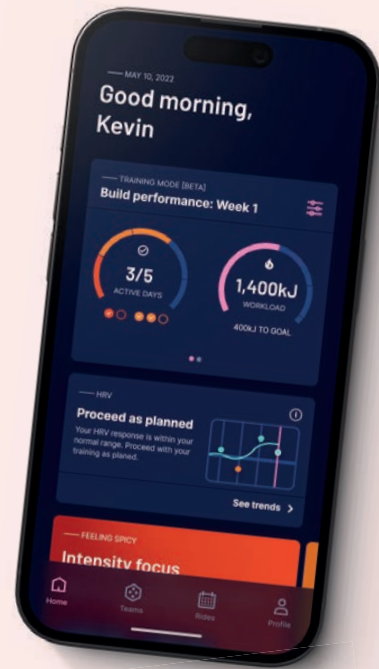 MAY 10, 2022
Good morning,
Kevin
TRAINING MODE [BETA]
Build performance: Week 1
3/5
ACTIVE DAYS
1,400kJ
WORKLOAD
400kJ TO GOAL
HRV
Proceed as planned
Your HRV response is within your
normal range. Proceed with your
training as planed.
See trends
FEELING SPICY
Intensity focus
Home
Teams
Rides
Profile